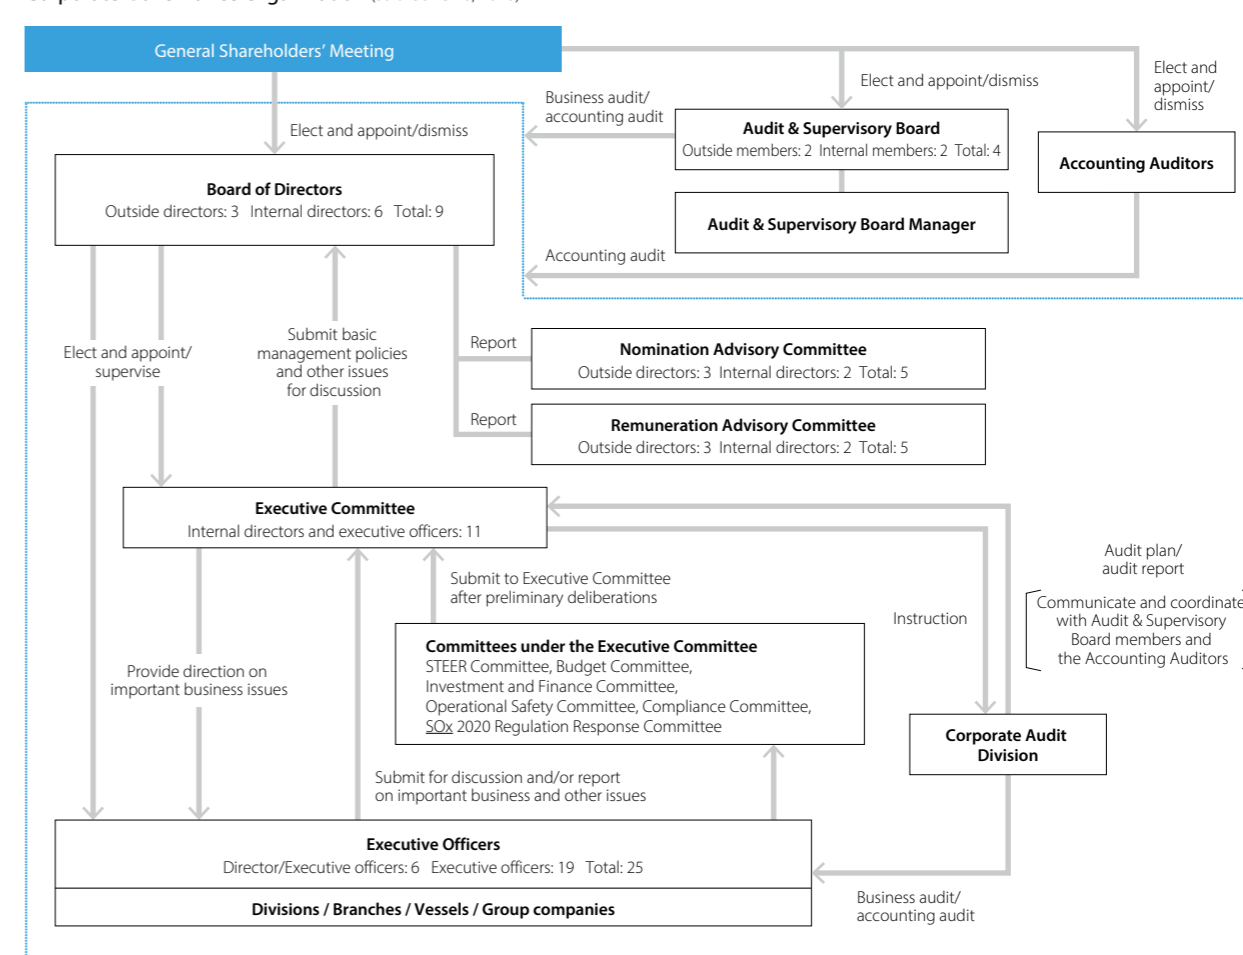 General Shareholders' Meeting
Elect and appoint/dismiss
Elect and
appoint/
dismiss
Business audit/
accounting audit
Audit & Supervisory Board
Outside members: 2 Internal members: 2 Total: 4
Accounting Auditors
Elect and appoint/dismiss
Board of Directors
Outside directors: 3 Internal directors: 6 Total: 9
Audit & Supervisory Board Manager
Accounting audit
Elect and appoint/
supervise
Submit basic
management policies
and other issues
for discussion
Report
Nomination Advisory Committee
Outside directors: 3 Internal directors: 2 Total: 5
Report
Remuneration Advisory Committee
Outside directors: 3 Internal directors: 2 Total: 5
Executive Committee
Internal directors and executive officers: 11
Submit to Executive Committee
after preliminary deliberations
Instruction
Audit plan/
audit report
Communicate and coordinate
with Audit & Supervisory
Board members and
the Accounting Auditors
Provide direction on
important business issues
Committees under the Executive Committee
STEER Committee, Budget Committee,
Investment and Finance Committee,
Operational Safety Committee, Compliance Committee,
SOx 2020 Regulation Response Committee
Corporate Audit
Division
Submit for discussion and/or report
on important business and other issues
Executive Officers
Director/Executive officers: 6 Executive officers: 19 Total: 25
Business audit/
accounting audit
Divisions / Branches / Vessels / Group companies